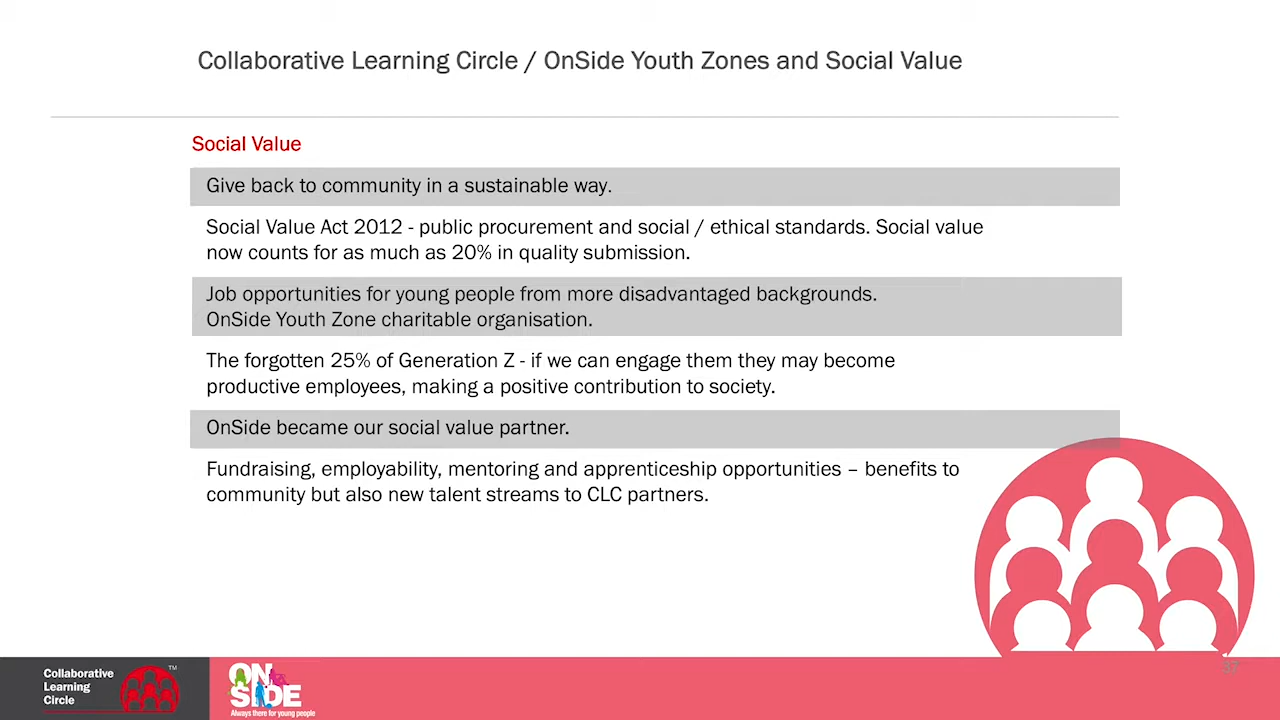 Collaborative Learning Circle / OnSide Youth Zones and Social Value
Social Value
Give back to community in a sustainable way.
Social Value Act 2012 - public procurement and social / ethical standards. Social value
now counts for as much as 20% in quality submission.
Job opportunities for young people from more disadvantaged backgrounds.
OnSide Youth Zone charitable organisation.
The forgotten 25% of Generation Z - if we can engage them they may become
productive employees, making a positive contribution to society.
OnSide became our social value partner.
Fundraising, employability, mentoring and apprenticeship opportunities – benefits to
community but also new talent streams to CLC partners.
Collaborative
Learning
Circle
TM
ON
SIDE
Always there for young people
37